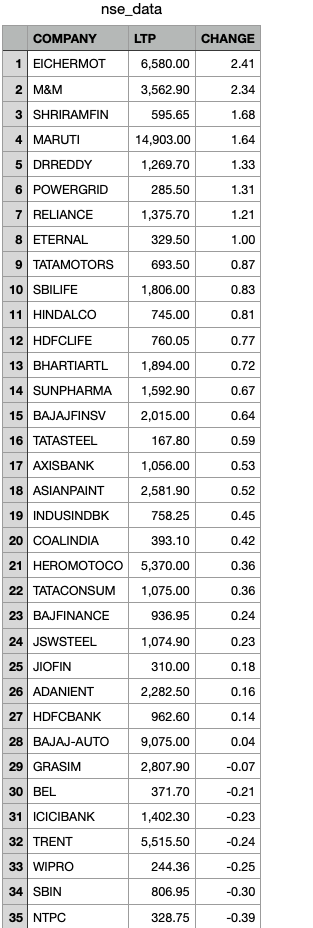 nse_data
COMPANY LTP CHANGE
1 EICHERMOT 6,580.00 2.41
2 M&M 3,562.90 2.34
3 SHRIRAMFIN 595.65 1.68
4 MARUTI 14,903.00 1.64
5 DRREDDY 1,269.70 1.33
6 POWERGRID 285.50 1.31
7 RELIANCE 1,375.70 1.21
8 ETERNAL 329.50 1.00
9 TATAMOTORS 693.50 0.87
10 SBILIFE 1,806.00 0.83
11 HINDALCO 745.00 0.81
12 HDFCLIFE 760.05 0.77
13 BHARTIARTL 1,894.00 0.72
14 SUNPHARMA 1,592.90 0.67
15 BAJAJFINSV 2,015.00 0.64
16 TATASTEEL 167.80 0.59
17 AXISBANK 1,056.00 0.53
18 ASIANPAINT 2,581.90 0.52
19 INDUSINDBK 758.25 0.45
20 COALINDIA 393.10 0.42
21 HEROMOTOCO 5,370.00 0.36
22 TATACONSUM 1,075.00 0.36
23 BAJFINANCE 936.95 0.24
24 JSWSTEEL 1,074.90 0.23
25 JIOFIN 310.00 0.18
26 ADANIENT 2,282.50 0.16
27 HDFCBANK 962.60 0.14
28 BAJAJ-AUTO 9,075.00 0.04
29 GRASIM 2,807.90 -0.07
30 BEL 371.70 -0.21
31 ICICIBANK 1,402.30 -0.23
32 TRENT 5,515.50 -0.24
33 WIPRO 244.36 -0.25
34 SBIN 806.95 -0.30
35 NTPC 328.75 -0.39